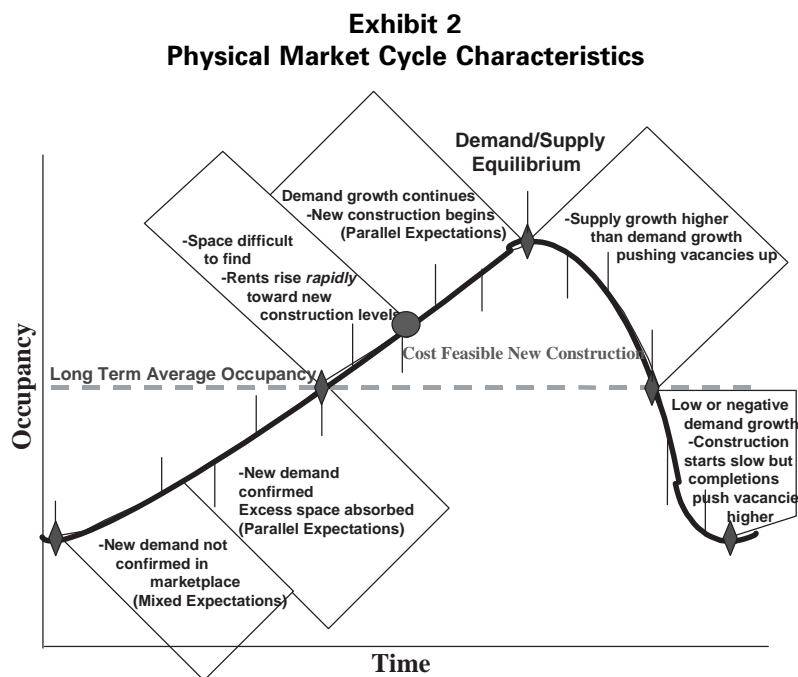 Exhibit 2
Physical Market Cycle Characteristics
Demand/Supply
Equilibrium
Demand growth continues
-New construction begins
(Parallel Expectations)
-Supply growth higher
than demand growth
pushing vacancies up
-Space difficult
to find
-Rents rise rapidly
toward new
construction levels
Cost Feasible New Construction
Long Term Average Occupancy
Occupancy
Low or negative
demand growth
-Construction
starts slow but
completions
push vacancie
higher
-New demand
confirmed
Excess space absorbed
(Parallel Expectations)
-New demand not
confirmed in
marketplace
(Mixed Expectations)
Time